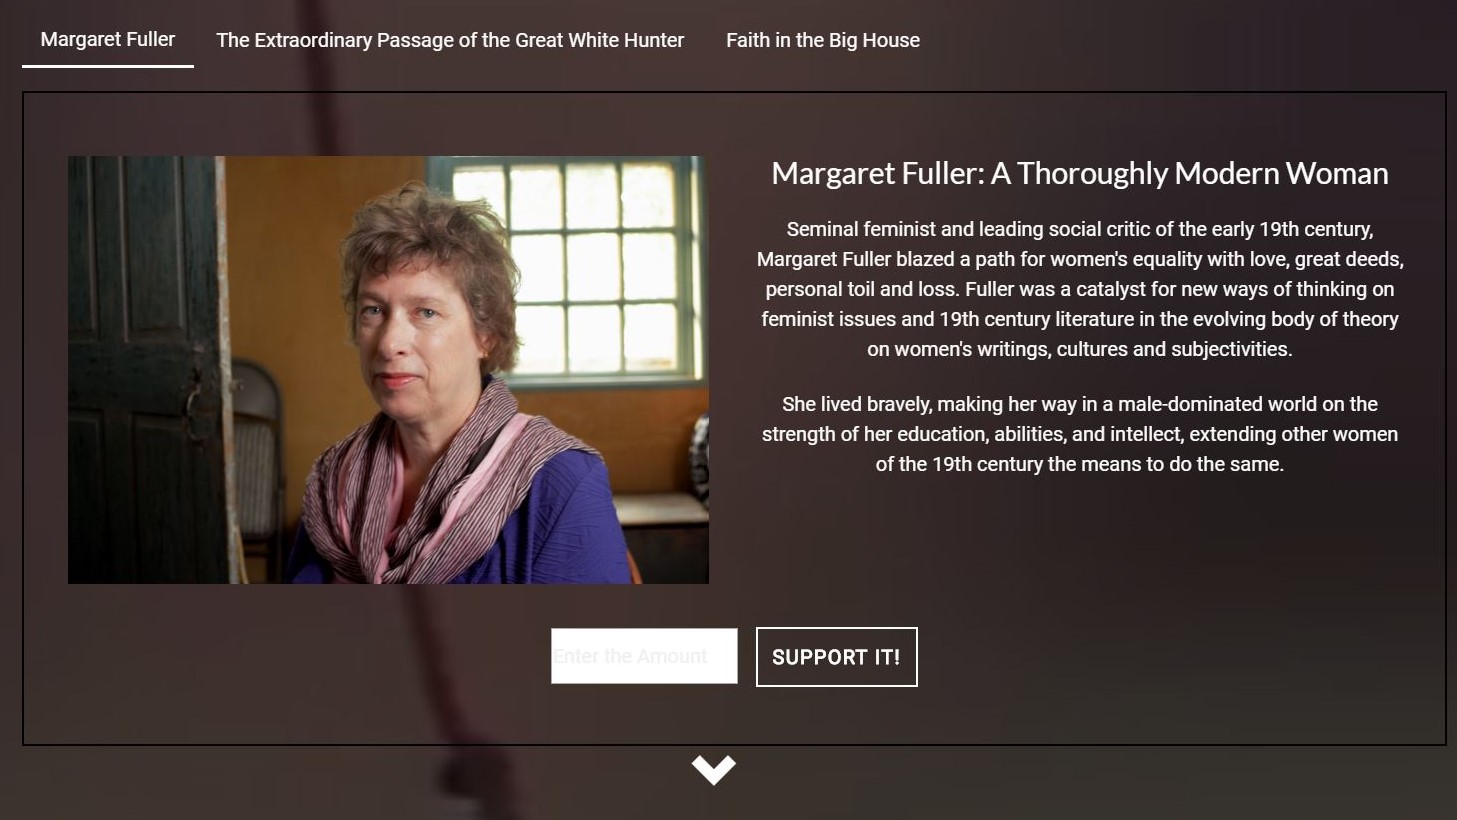 Margaret Fuller
The Extraordinary Passage of the Great White Hunter
Faith in the Big House
Margaret Fuller: A Thoroughly Modern Woman
Seminal feminist and leading social critic of the early 19th century,
Margaret Fuller blazed a path for women's equality with love, great deeds,
personal toil and loss. Fuller was a catalyst for new ways of thinking on
feminist issues and 19th century literature in the evolving body of theory
on women's writings, cultures and subjectivities.
She lived bravely, making her way in a male-dominated world on the
strength of her education, abilities, and intellect, extending other women
of the 19th century the means to do the same.
Enter the Amount
SUPPORT IT!